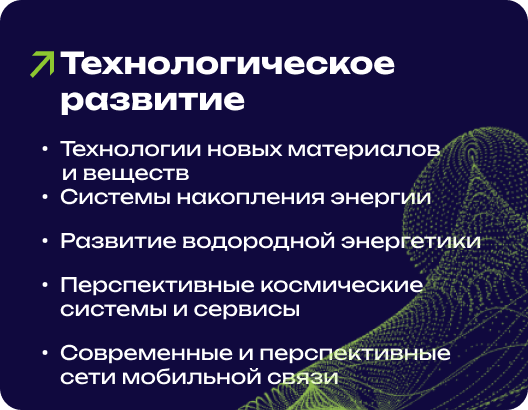 Технологическое
развитие
• Технологии новых материалов
и веществ
• Системы накопления энергии
• Развитие водородной энергетики
• Перспективные космические
системы и сервисы
• Современные и перспективные
сети мобильной связи